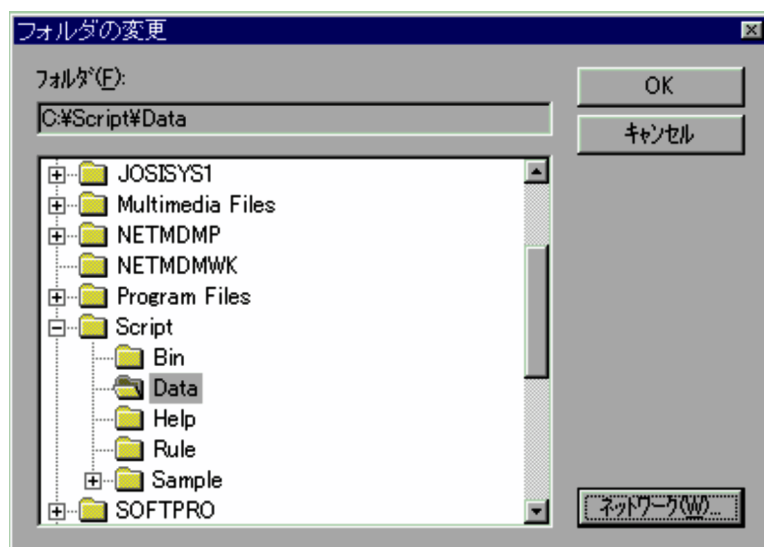 フォルダの変更
ﾌｫﾙﾀﾞ(F):
OK
C:¥Script¥Data
ｷｬﾝｾﾙ
JOSISYS1
Multimedia Files
NETMDMP
NETMDMWK
Program Files
Script
Bin
Data
Help
Rule
Sample
SOFTPRO
ﾈｯﾄﾜｰｸ(W)...